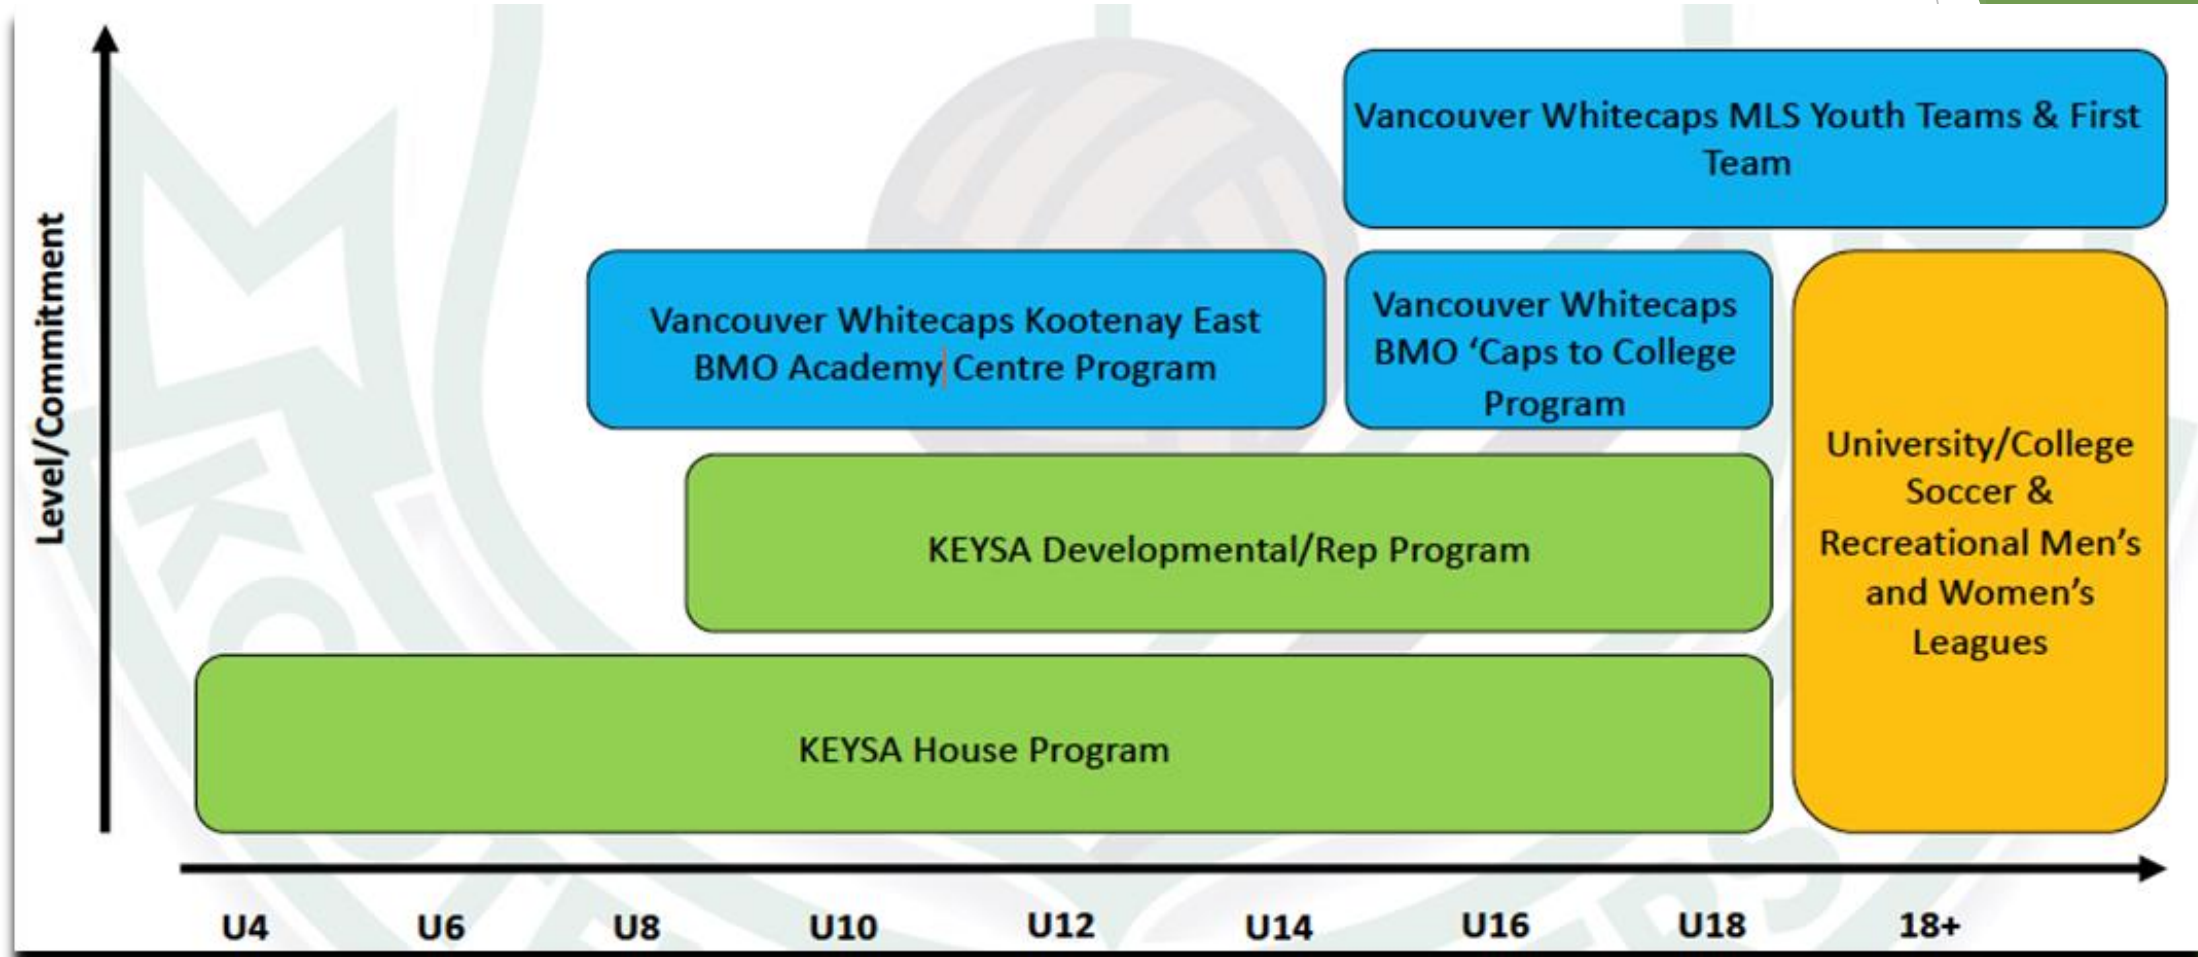 Level/Commitment
Vancouver Whitecaps MLS Youth Teams & First
Team
Vancouver Whitecaps Kootenay East
BMO Academy Centre Program
Vancouver Whitecaps
BMO ‘Caps to College
Program
University/College
Soccer &
Recreational Men’s
and Women’s
Leagues
KEYSA Developmental/Rep Program
KEYSA House Program
U4 U6 U8 U10 U12 U14 U16 U18 18+